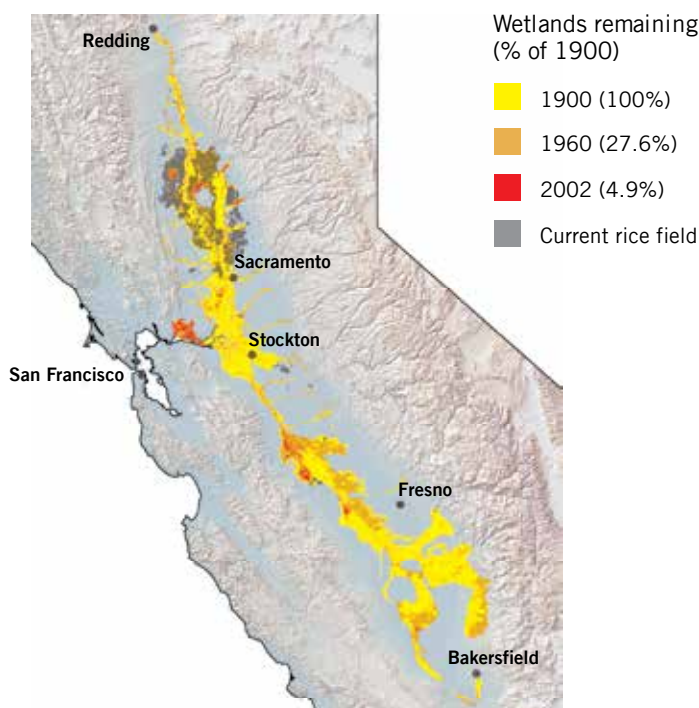 Wetlands remaining
(% of 1900)
1900 (100%)
1960 (27.6%)
2002 (4.9%)
Current rice field
Redding
Sacramento
Stockton
San Francisco
Fresno
Bakersfield